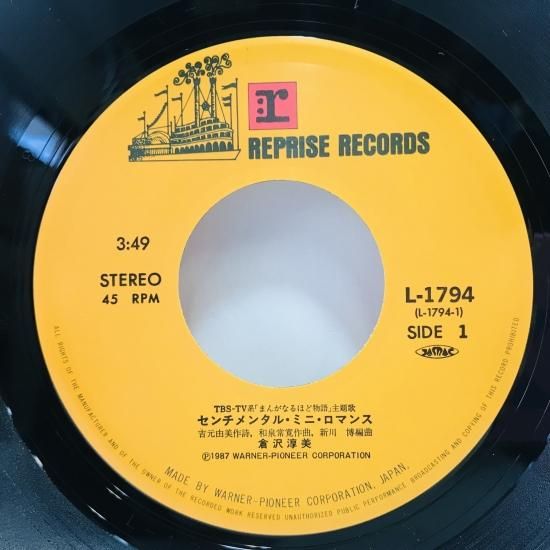 r
REPRISE RECORDS
3:49
STEREO
45 RPM
L-1794
(L-1794-1)
SIDE 1
TBS-TV系「まんがなるほど物語」主題歌
センチメンタル・ミニ・ロマンス
吉元由美作詩、和泉常寛作曲、新川 博編曲
倉沢淳美
Ⓟ1987 WARNER-PIONEER CORPORATION
MADE BY WARNER-PIONEER CORPORATION, JAPAN.
ALL RIGHTS OF THE MANUFACTURER AND OF THE OWNER OF THE RECORDED WORK RESERVED UNAUTHORIZED PUBLIC PERFORMANCE, BROADCASTING AND COPYING OF THIS RECORD PROHIBITED